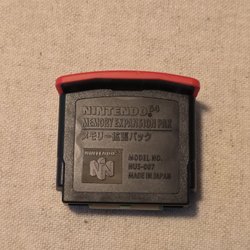 NINTENDO64
MEMORY EXPANSION PAK
メモリー拡張パック
NINTENDO64
MODEL NO.
NUS-007
MADE IN JAPAN